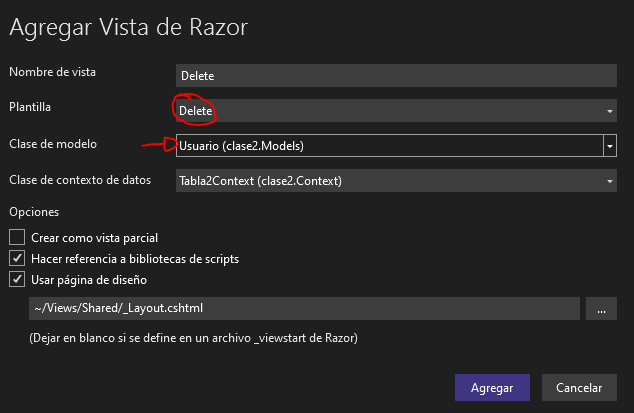 Agregar Vista de Razor
Nombre de vista
Delete
Plantilla
Delete
Clase de modelo
Usuario (clase2.Models)
Clase de contexto de datos
Tabla2Context (clase2.Context)
Opciones
Crear como vista parcial
Hacer referencia a bibliotecas de scripts
Usar página de diseño
~/Views/Shared/_Layout.cshtml
...
(Dejar en blanco si se define en un archivo _viewstart de Razor)
Agregar
Cancelar